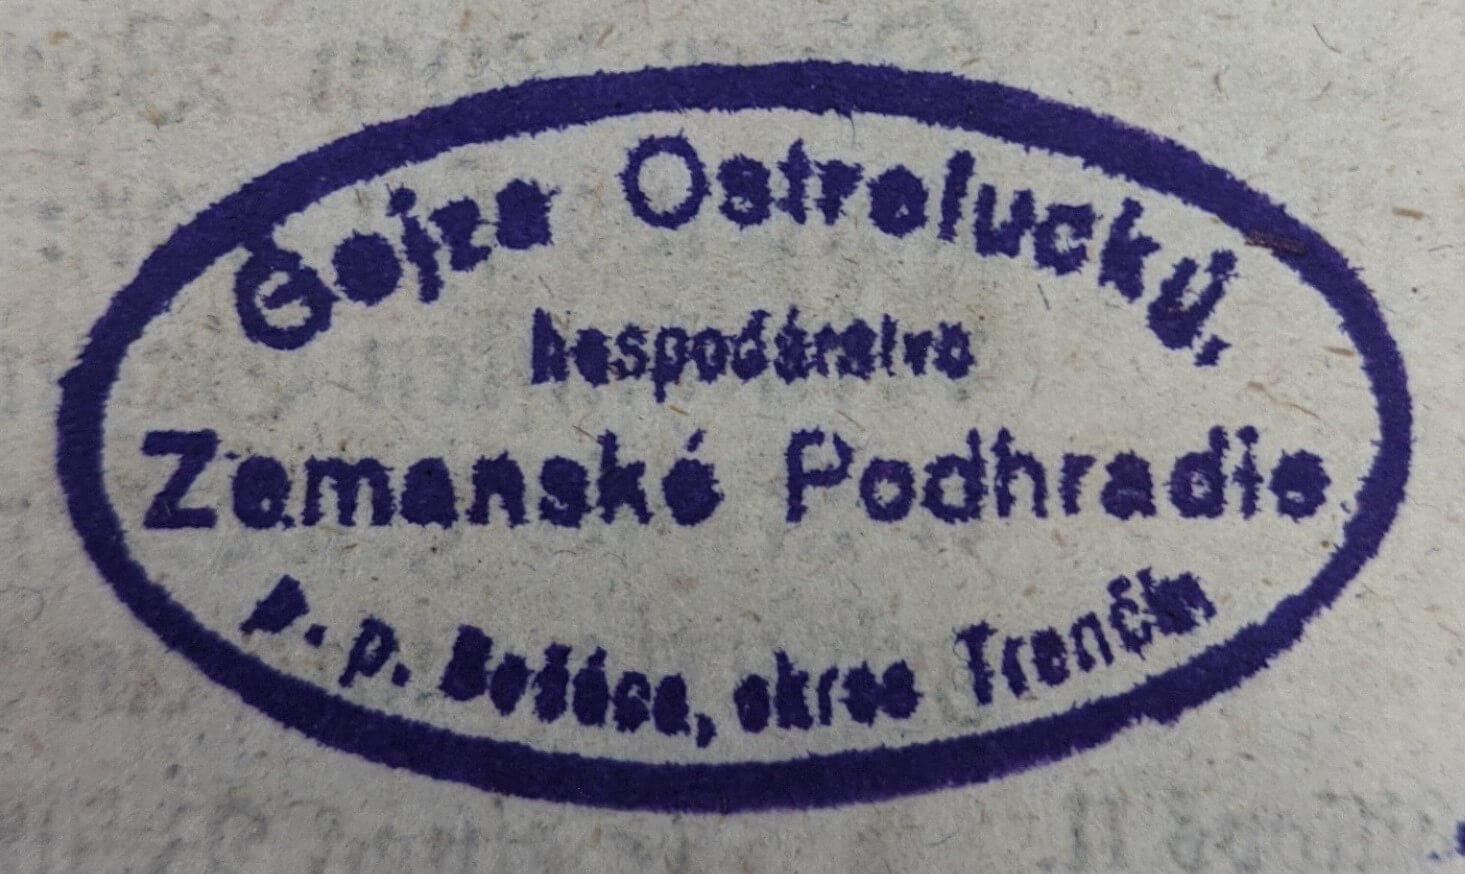 Gejza Ostrolucký,
hospodárstvo
Zemanské Podhradie
P. p. Bošáca, okres Trenčín